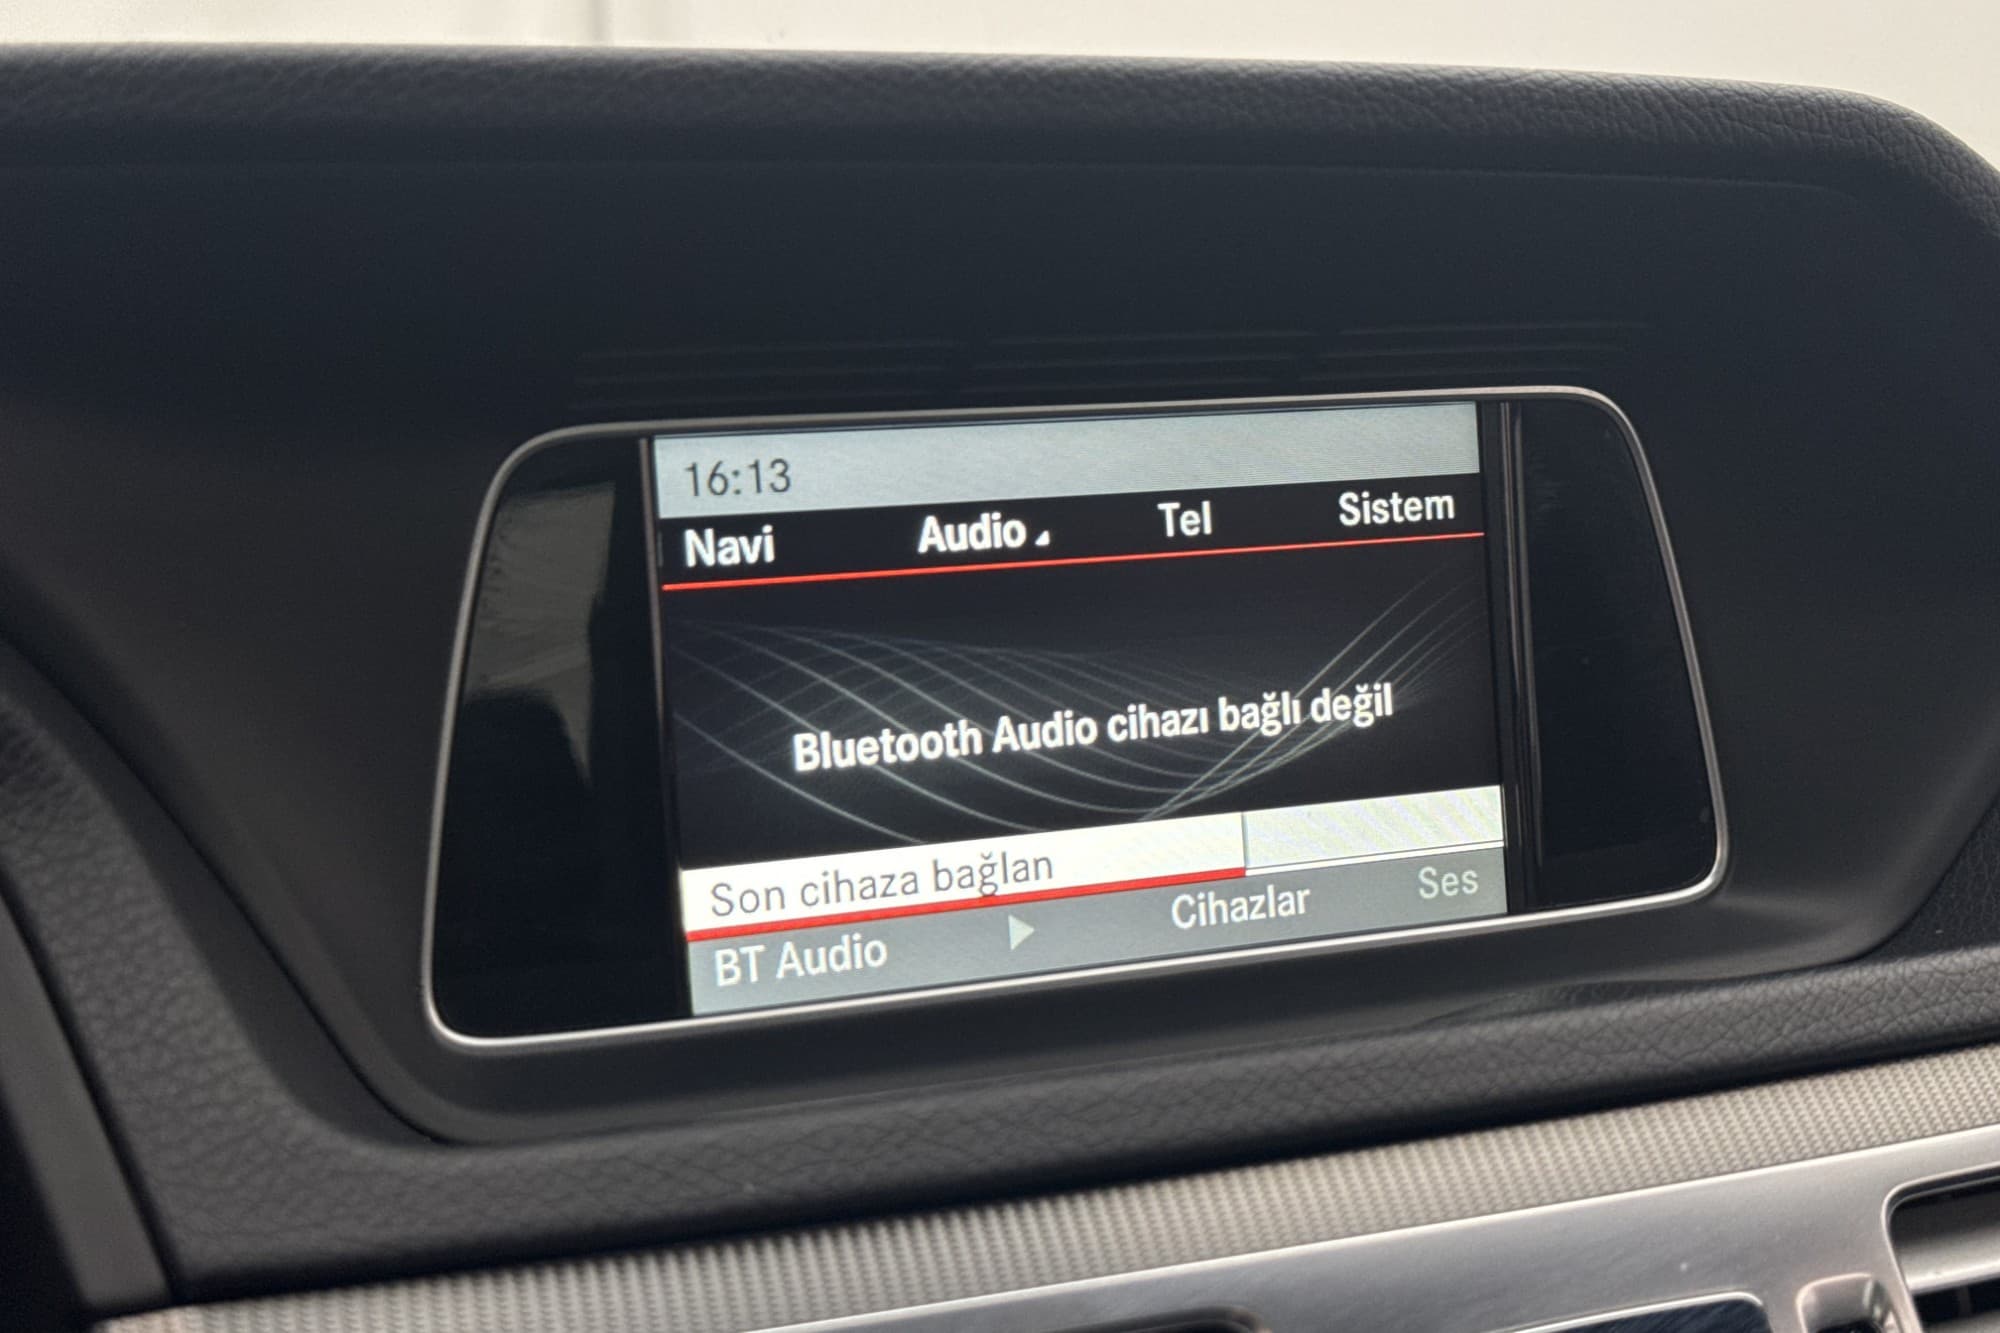 16:13
Navi Audio Tel Sistem
Bluetooth Audio cihazı bağlı değil
Son cihaza bağlan
BT Audio Cihazlar Ses